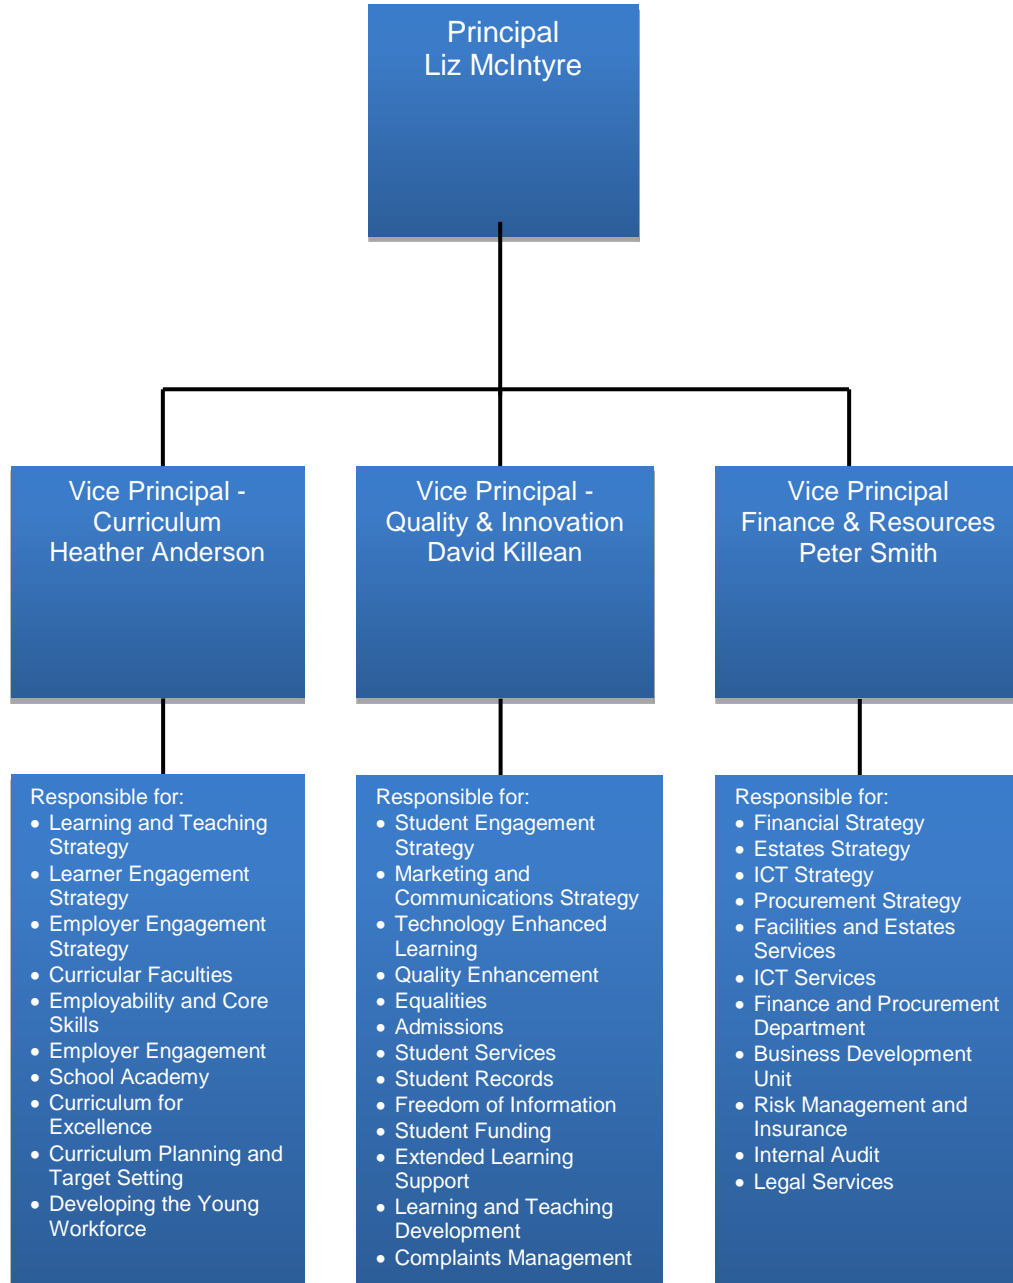 Principal
Liz McIntyre
Vice Principal -
Curriculum
Heather Anderson
Vice Principal -
Quality & Innovation
David Killean
Vice Principal
Finance & Resources
Peter Smith
Responsible for:
• Learning and Teaching
Strategy
• Learner Engagement
Strategy
• Employer Engagement
Strategy
• Curricular Faculties
• Employability and Core
Skills
• Employer Engagement
• School Academy
• Curriculum for
Excellence
• Curriculum Planning and
Target Setting
• Developing the Young
Workforce
Responsible for:
• Student Engagement
Strategy
• Marketing and
Communications Strategy
• Technology Enhanced
Learning
• Quality Enhancement
• Equalities
• Admissions
• Student Services
• Student Records
• Freedom of Information
• Student Funding
• Extended Learning
Support
• Learning and Teaching
Development
• Complaints Management
Responsible for:
• Financial Strategy
• Estates Strategy
• ICT Strategy
• Procurement Strategy
• Facilities and Estates
Services
• ICT Services
• Finance and Procurement
Department
• Business Development
Unit
• Risk Management and
Insurance
• Internal Audit
• Legal Services